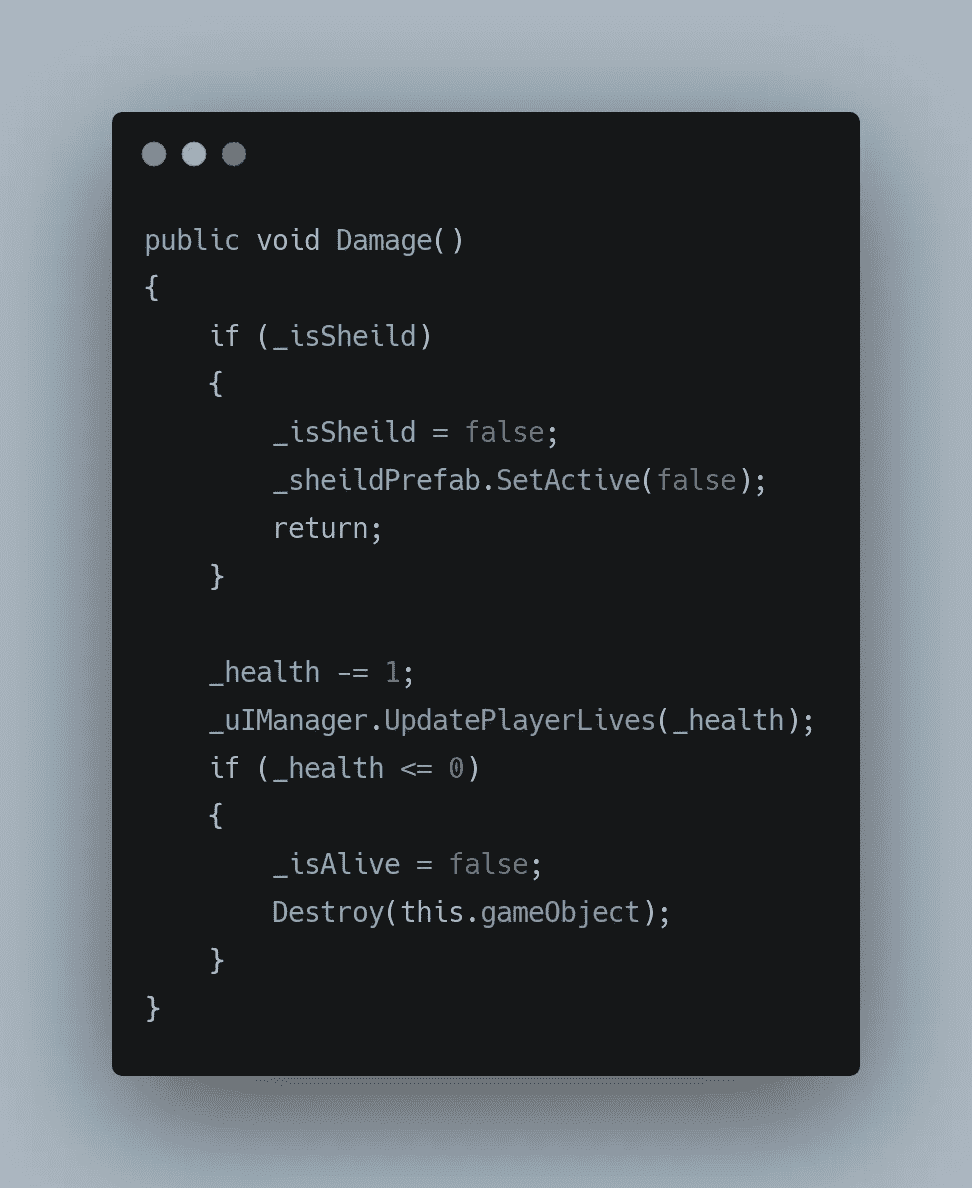 public void Damage()
{
    if (_isSheild)
    {
        _isSheild = false;
        _sheildPrefab.SetActive(false);
        return;
    }

    _health -= 1;
    _uIManager.UpdatePlayerLives(_health);
    if (_health <= 0)
    {
        _isAlive = false;
        Destroy(this.gameObject);
    }
}